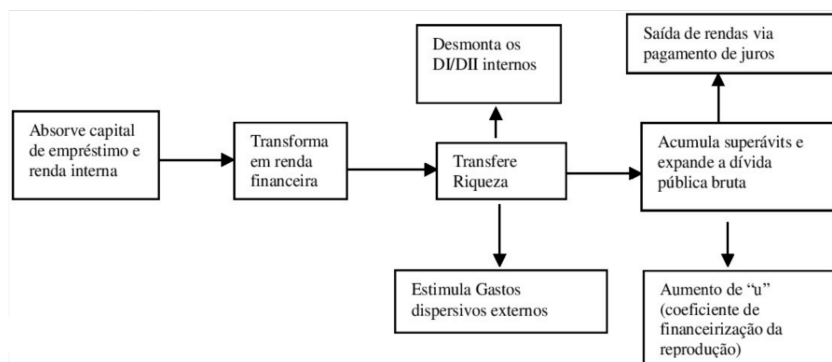 Desmonta os
DI/DII internos
Saída de rendas via
pagamento de juros
Absorve capital
de empréstimo e
renda interna
Transforma
em renda
financeira
Transfere
Riqueza
Acumula superávits e
expande a dívida
pública bruta
Estimula Gastos
dispersivos externos
Aumento de “u”
(coeficiente de
financeirização da
reprodução)